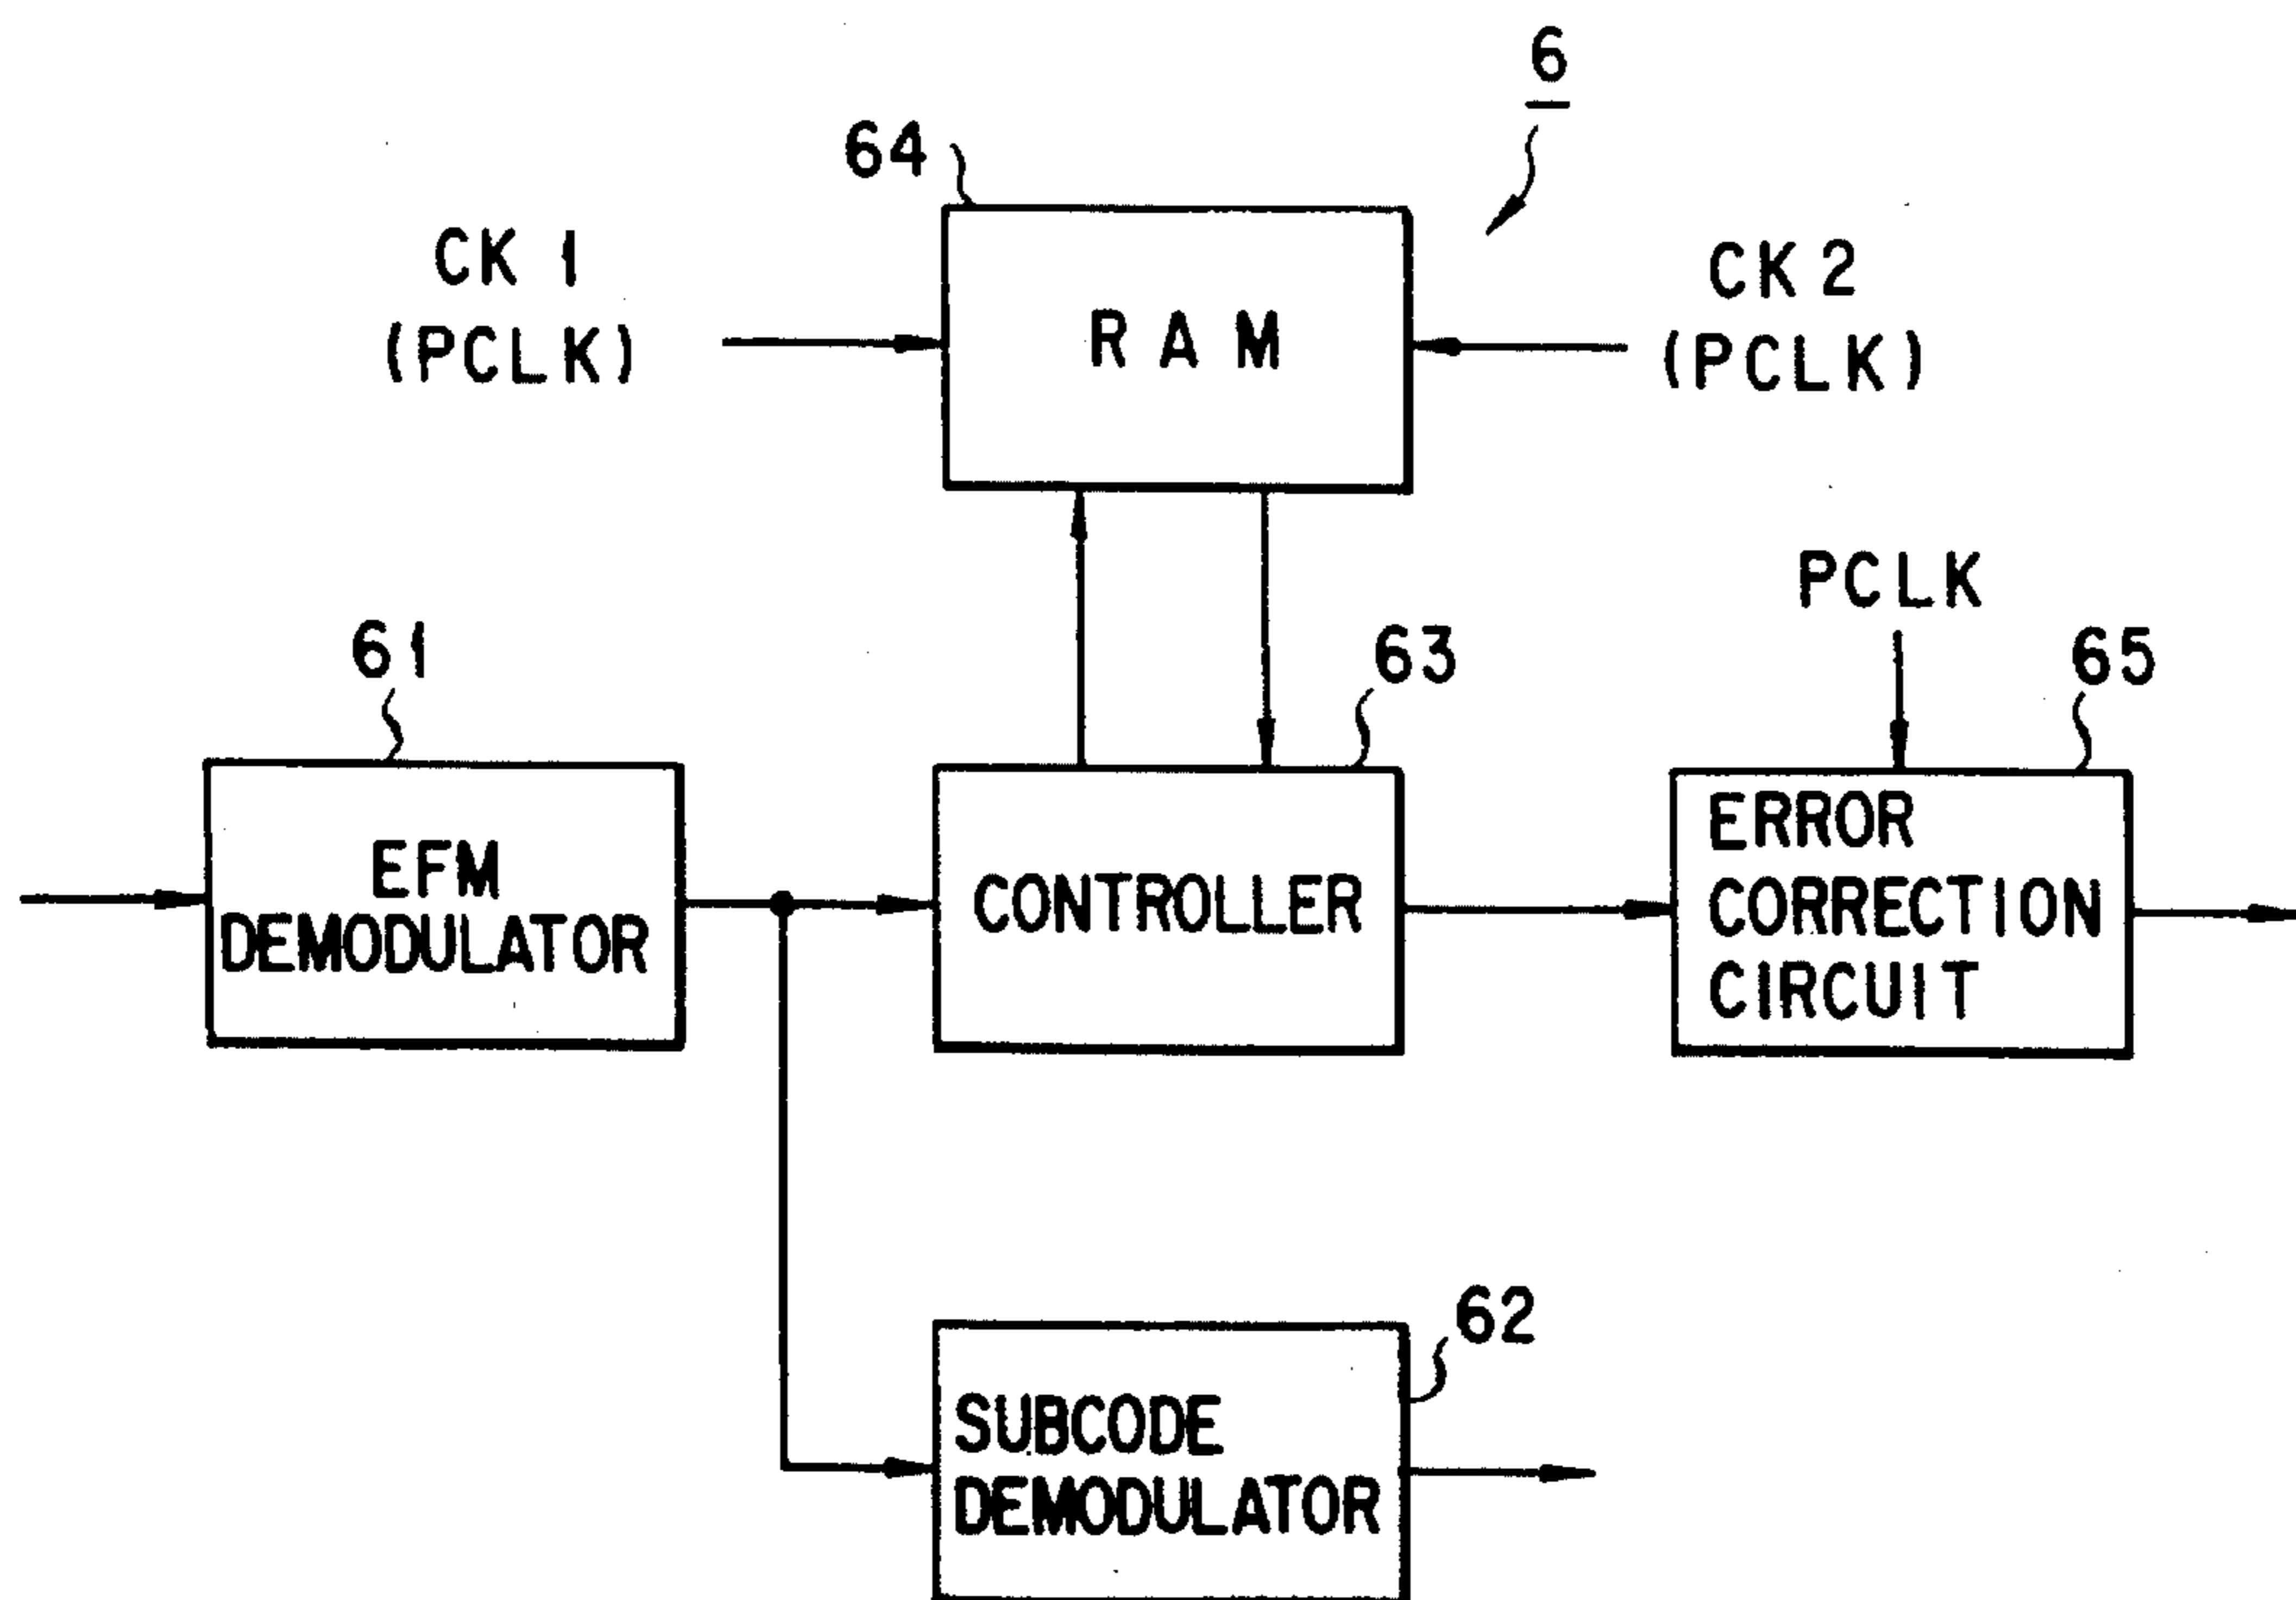 6
64
CK 1
(PCLK)
RAM
CK 2
(PCLK)
PCLK
61
63
65
EFM
DEMODULATOR
CONTROLLER
ERROR
CORRECTION
CIRCUIT
62
SUBCODE
DEMODULATOR